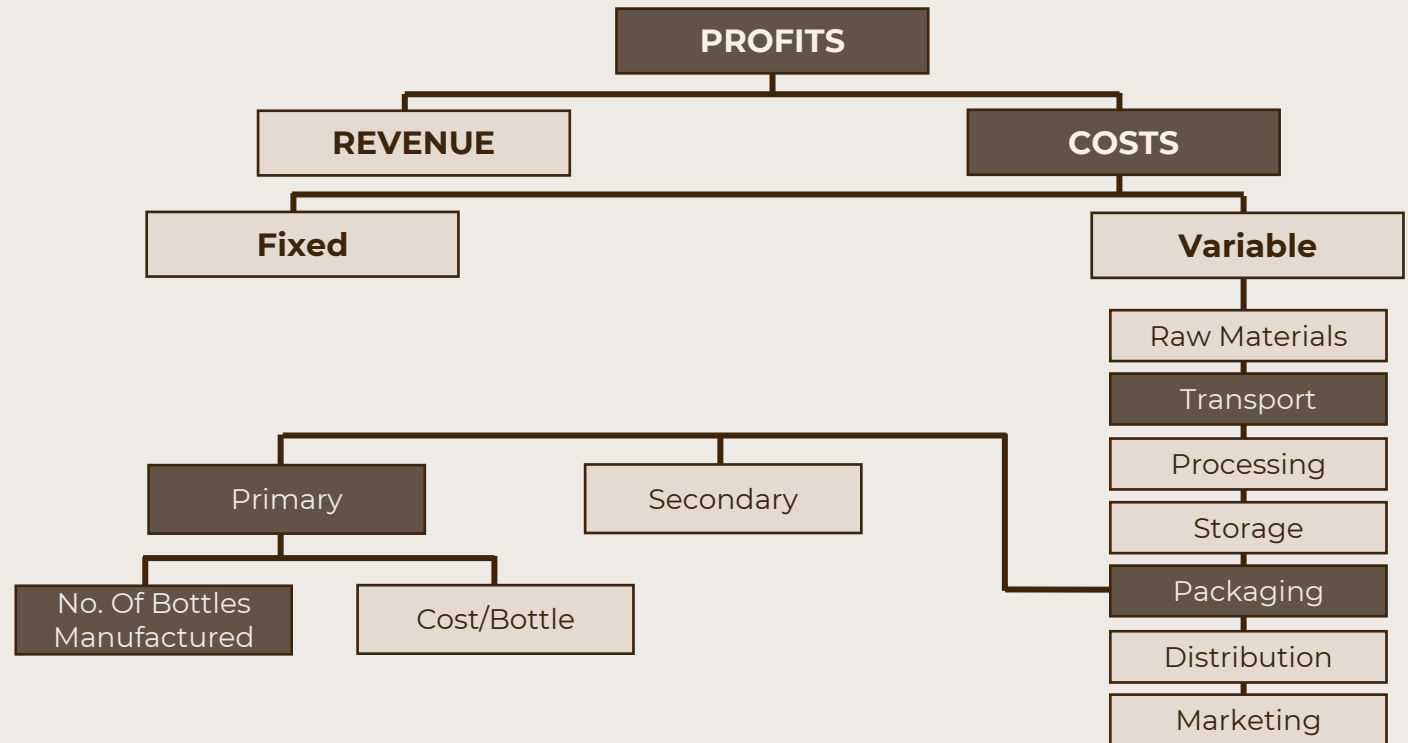 PROFITS
REVENUE
COSTS
Fixed
Variable
Raw Materials
Transport
Processing
Storage
Packaging
Distribution
Marketing
Primary
Secondary
No. Of Bottles
Manufactured
Cost/Bottle